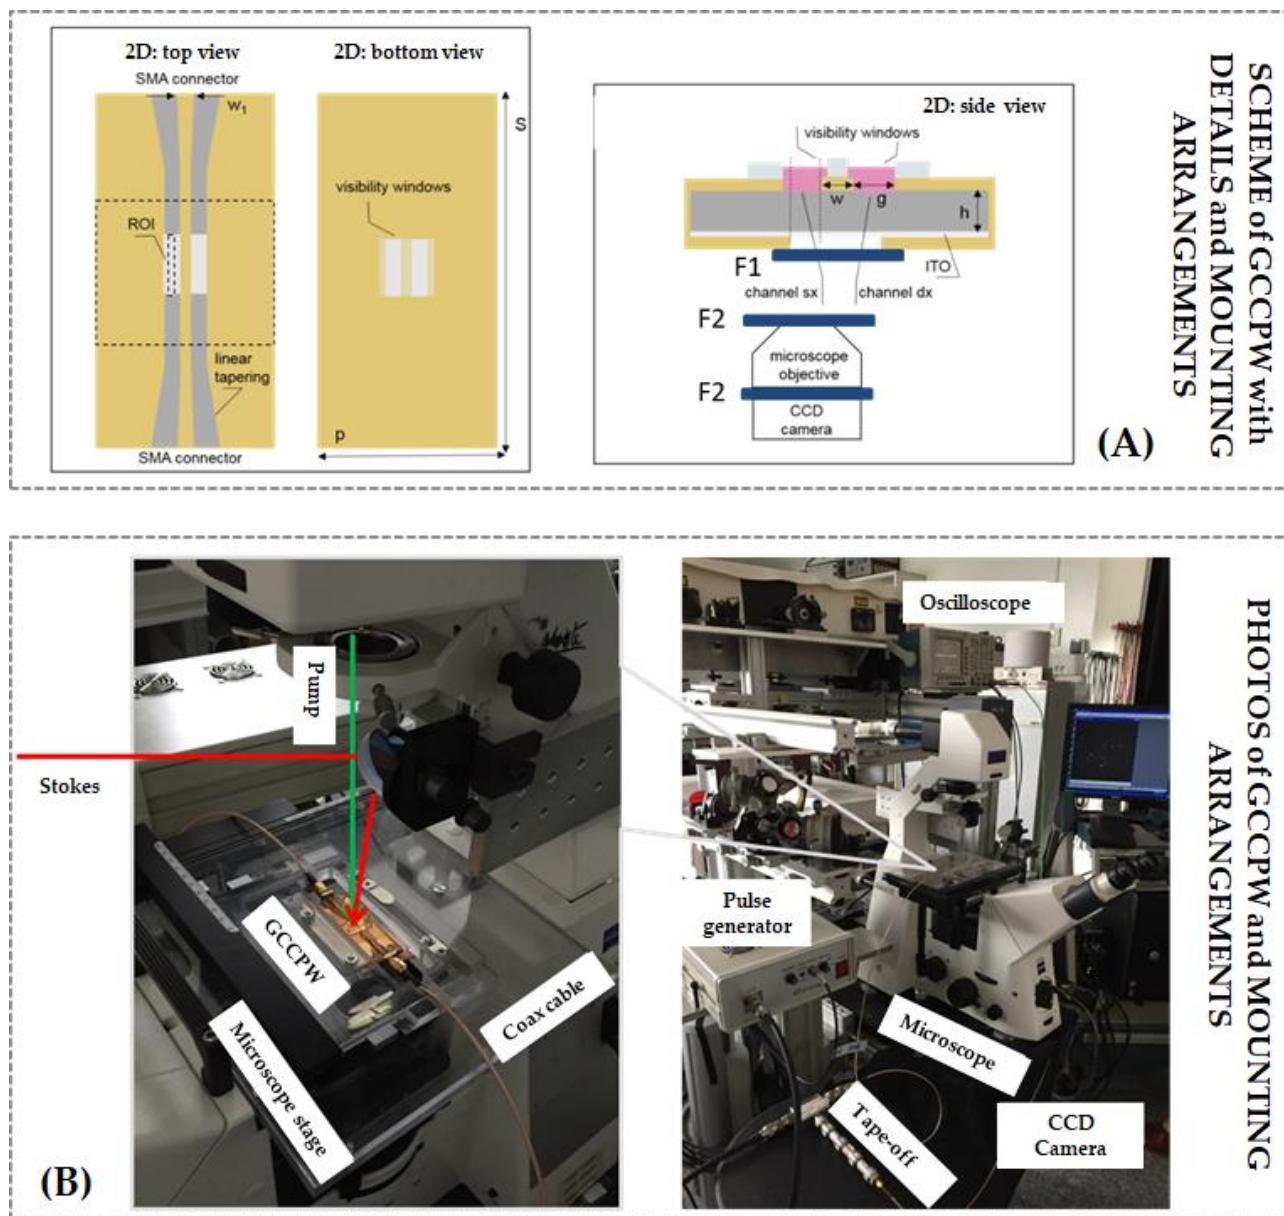 2D: top view
2D: bottom view
SMA connector
w1
S
visibility windows
ROI
linear
tapering
p
SMA connector
2D: side view
visibility windows
w
g
h
ITO
F1
channel sx
channel dx
F2
microscope
objective
F2
CCD
camera
(A)
SCHEME of GCCPW with
DETAILS and MOUNTING
ARRANGEMENTS
Pump
Stokes
GCCPW
Coax cable
Microscope stage
(B)
Oscilloscope
Pulse
generator
Microscope
Tape-off
CCD
Camera
PHOTOS of GCCPW and MOUNTING
ARRANGEMENTS